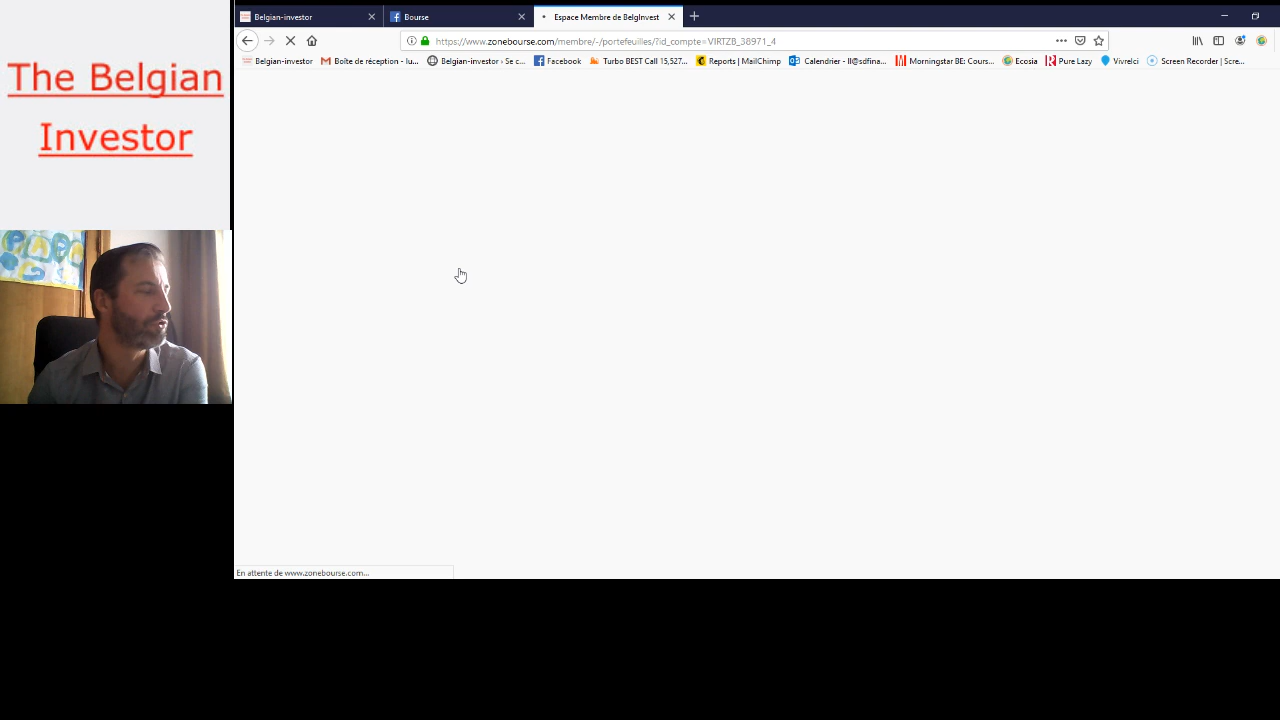 The Belgian
Investor
Belgian-investor
Bourse
Espace Membre de BelgInvest
https://www.zonebourse.com/membre/-/portefeuilles/?id_compte=VIRTZB_38971_4
Belgian-investor
Boîte de réception - lu...
Belgian-investor › Se c...
Facebook
Turbo BEST Call 15,527...
Reports | MailChimp
Calendrier - ll@sdfina...
Morningstar BE: Cours...
Ecosia
Pure Lazy
Vivrelci
Screen Recorder | Scre...
En attente de www.zonebourse.com...